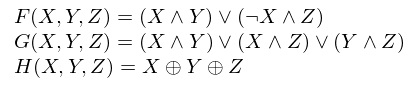 F(X, Y, Z) = (X ∧ Y) ∨ (¬X ∧ Z)
G(X, Y, Z) = (X ∧ Y) ∨ (X ∧ Z) ∨ (Y ∧ Z)
H(X, Y, Z) = X ⊕ Y ⊕ Z